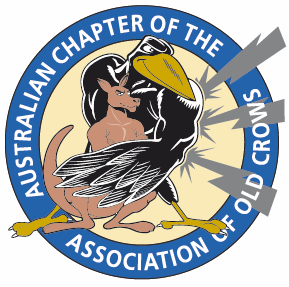 AUSTRALIAN CHAPTER OF THE
ASSOCIATION OF OLD CROWS